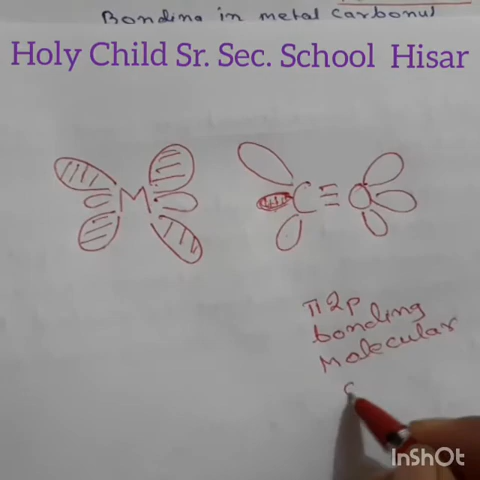 Bonding in metal carbonyl
Holy Child Sr. Sec. School Hisar
M C ≡ O
π2p
bonding
Molecular
InShOt